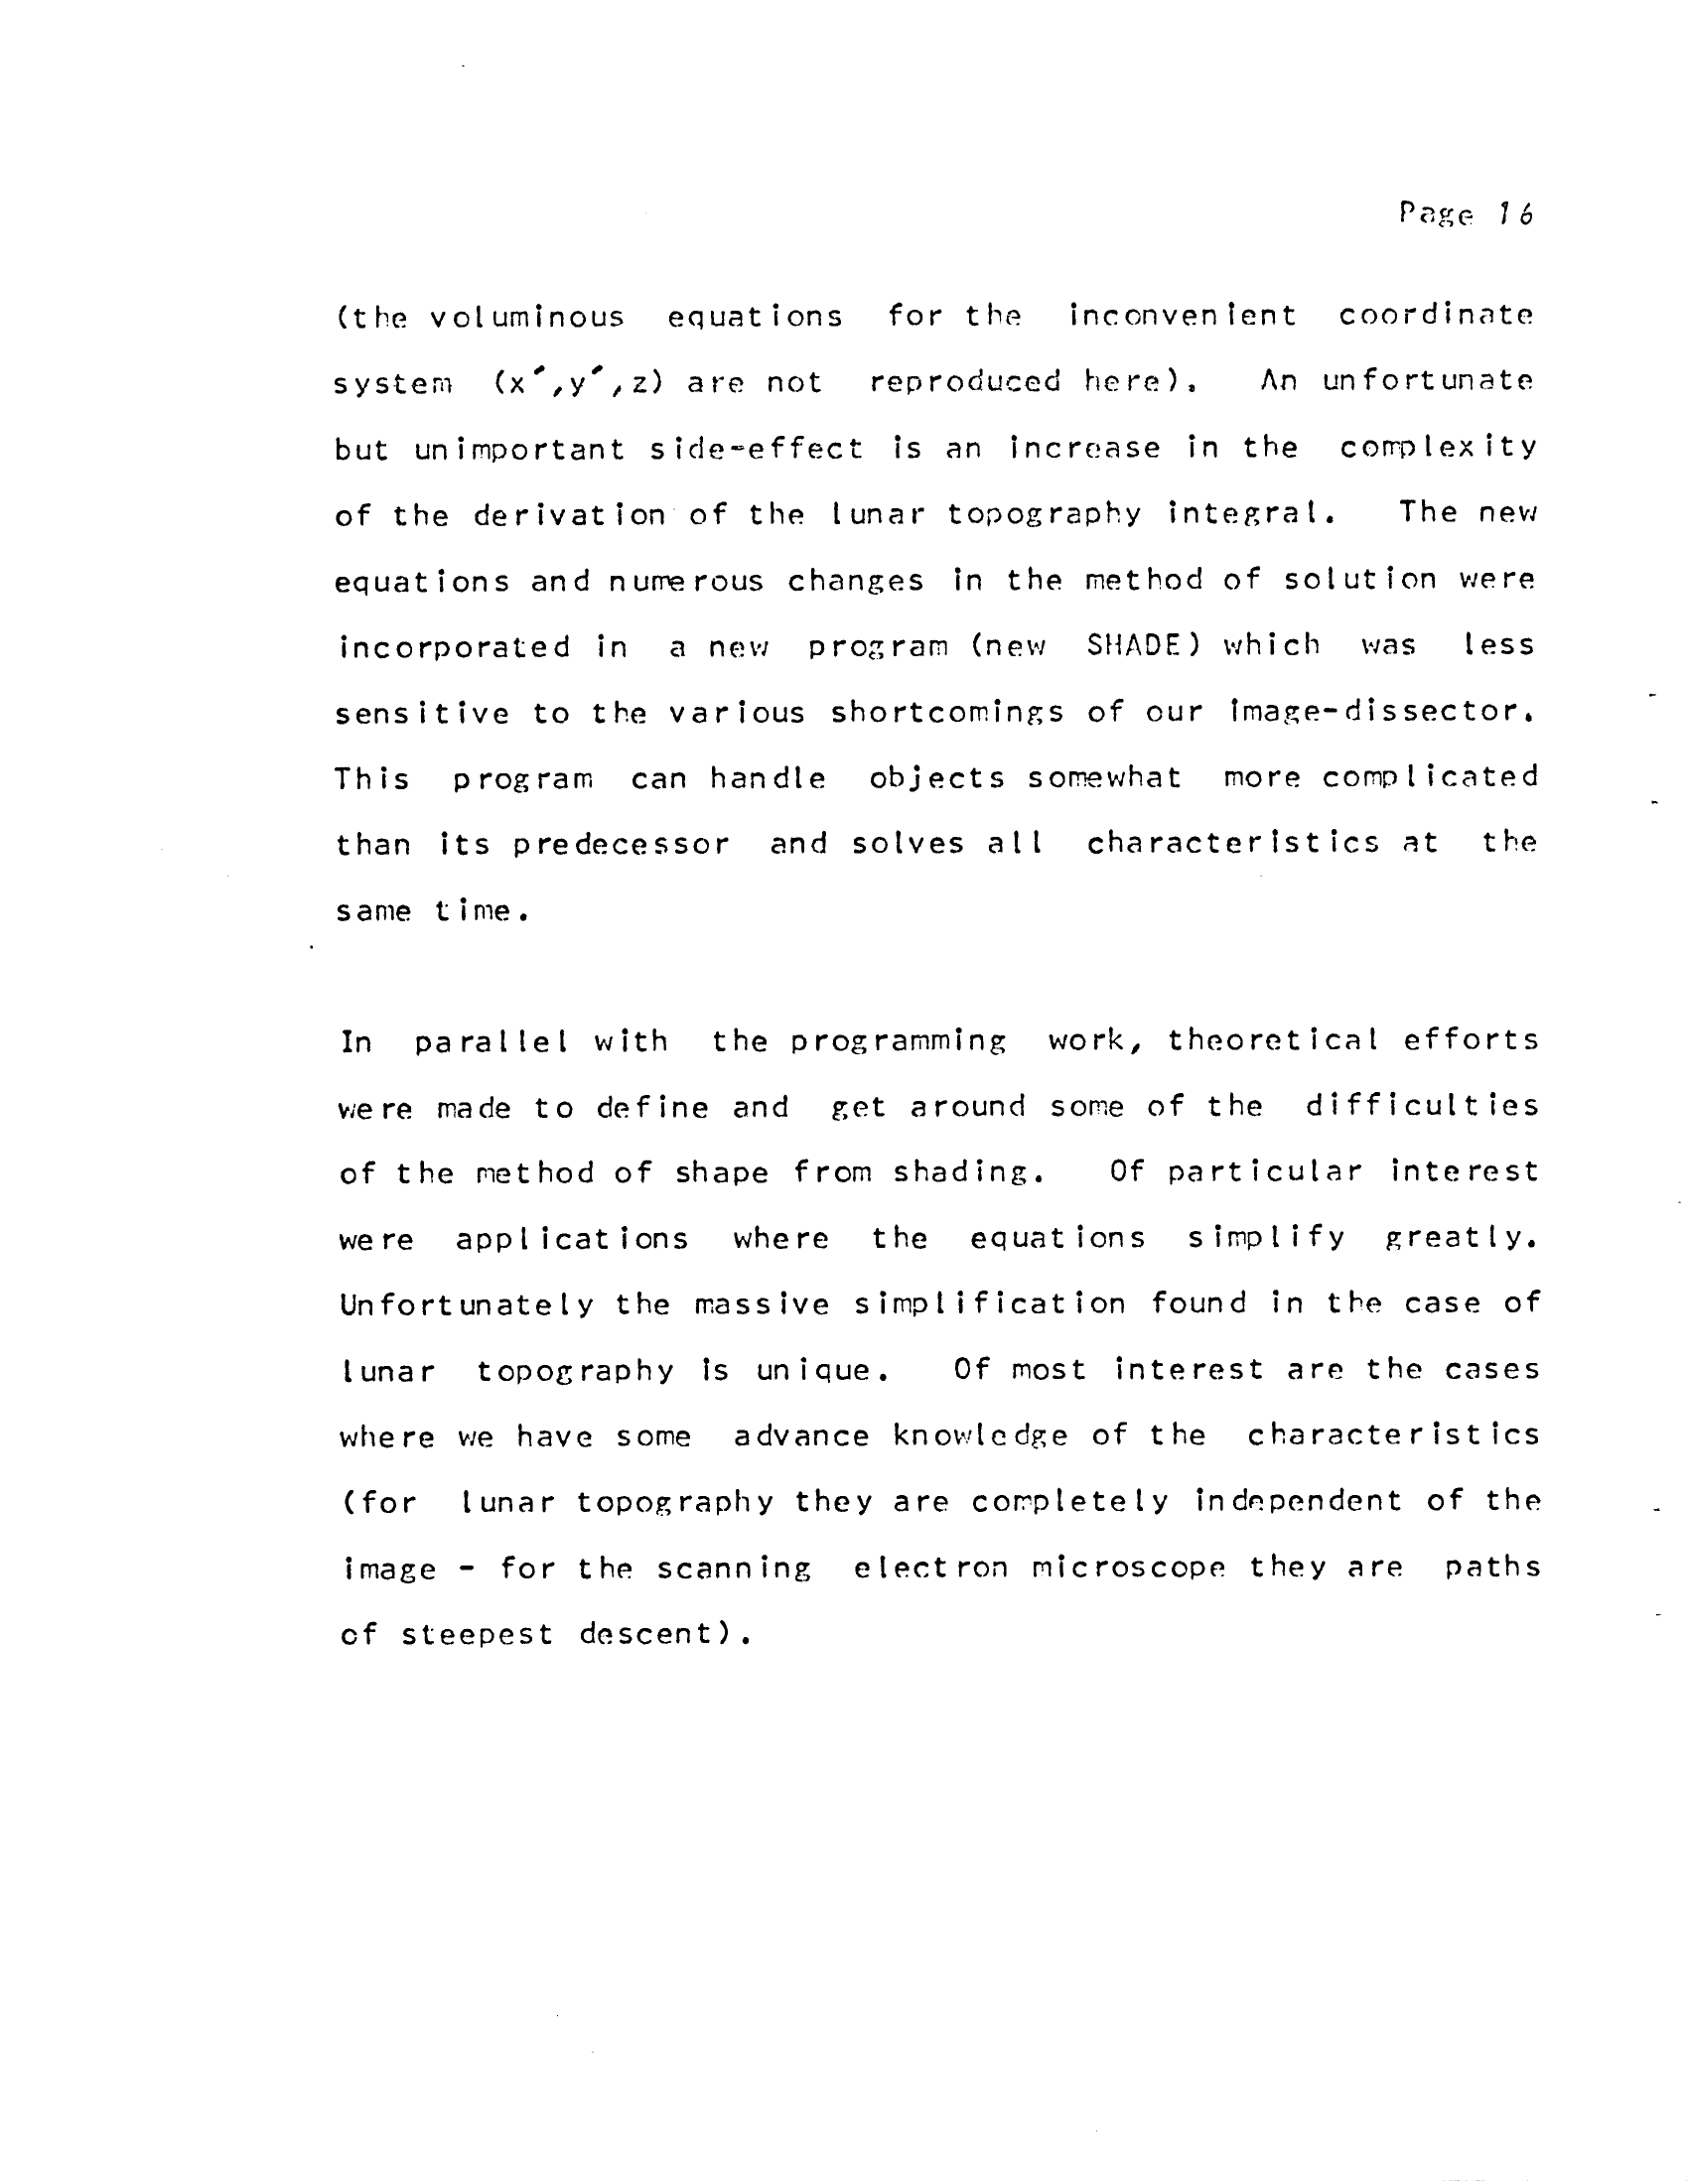 Page 16
(the voluminous equations for the inconvenient coordinate
system (x′,y′,z) are not reproduced here). An unfortunate
but unimportant side-effect is an increase in the complexity
of the derivation of the lunar topography integral. The new
equations and numerous changes in the method of solution were
incorporated in a new program (new SHADE) which was less
sensitive to the various shortcomings of our image-dissector.
This program can handle objects somewhat more complicated
than its predecessor and solves all characteristics at the
same time.
In parallel with the programming work, theoretical efforts
were made to define and get around some of the difficulties
of the method of shape from shading. Of particular interest
were applications where the equations simplify greatly.
Unfortunately the massive simplification found in the case of
lunar topography is unique. Of most interest are the cases
where we have some advance knowledge of the characteristics
(for lunar topography they are completely independent of the
image - for the scanning electron microscope they are paths
of steepest descent).